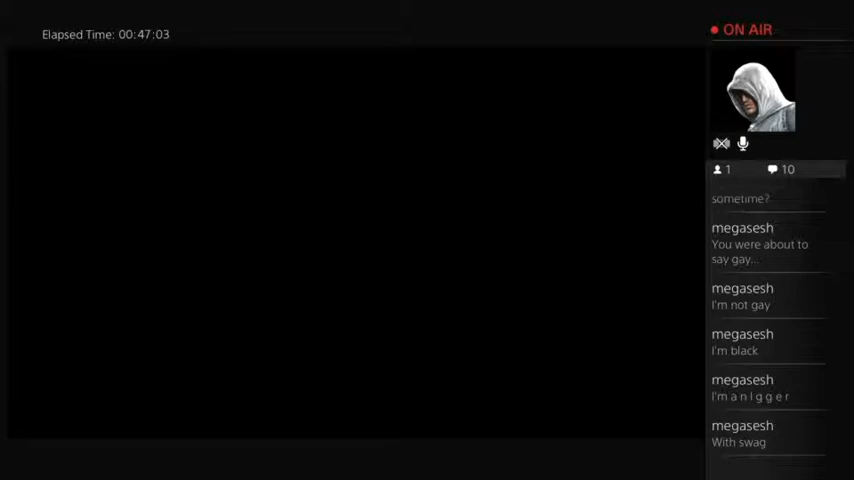 Elapsed Time: 00:47:03
ON AIR
1
10
sometime?
megasesh
You were about to
say gay...
megasesh
I'm not gay
megasesh
I'm black
megasesh
I'm a n I g g e r
megasesh
With swag